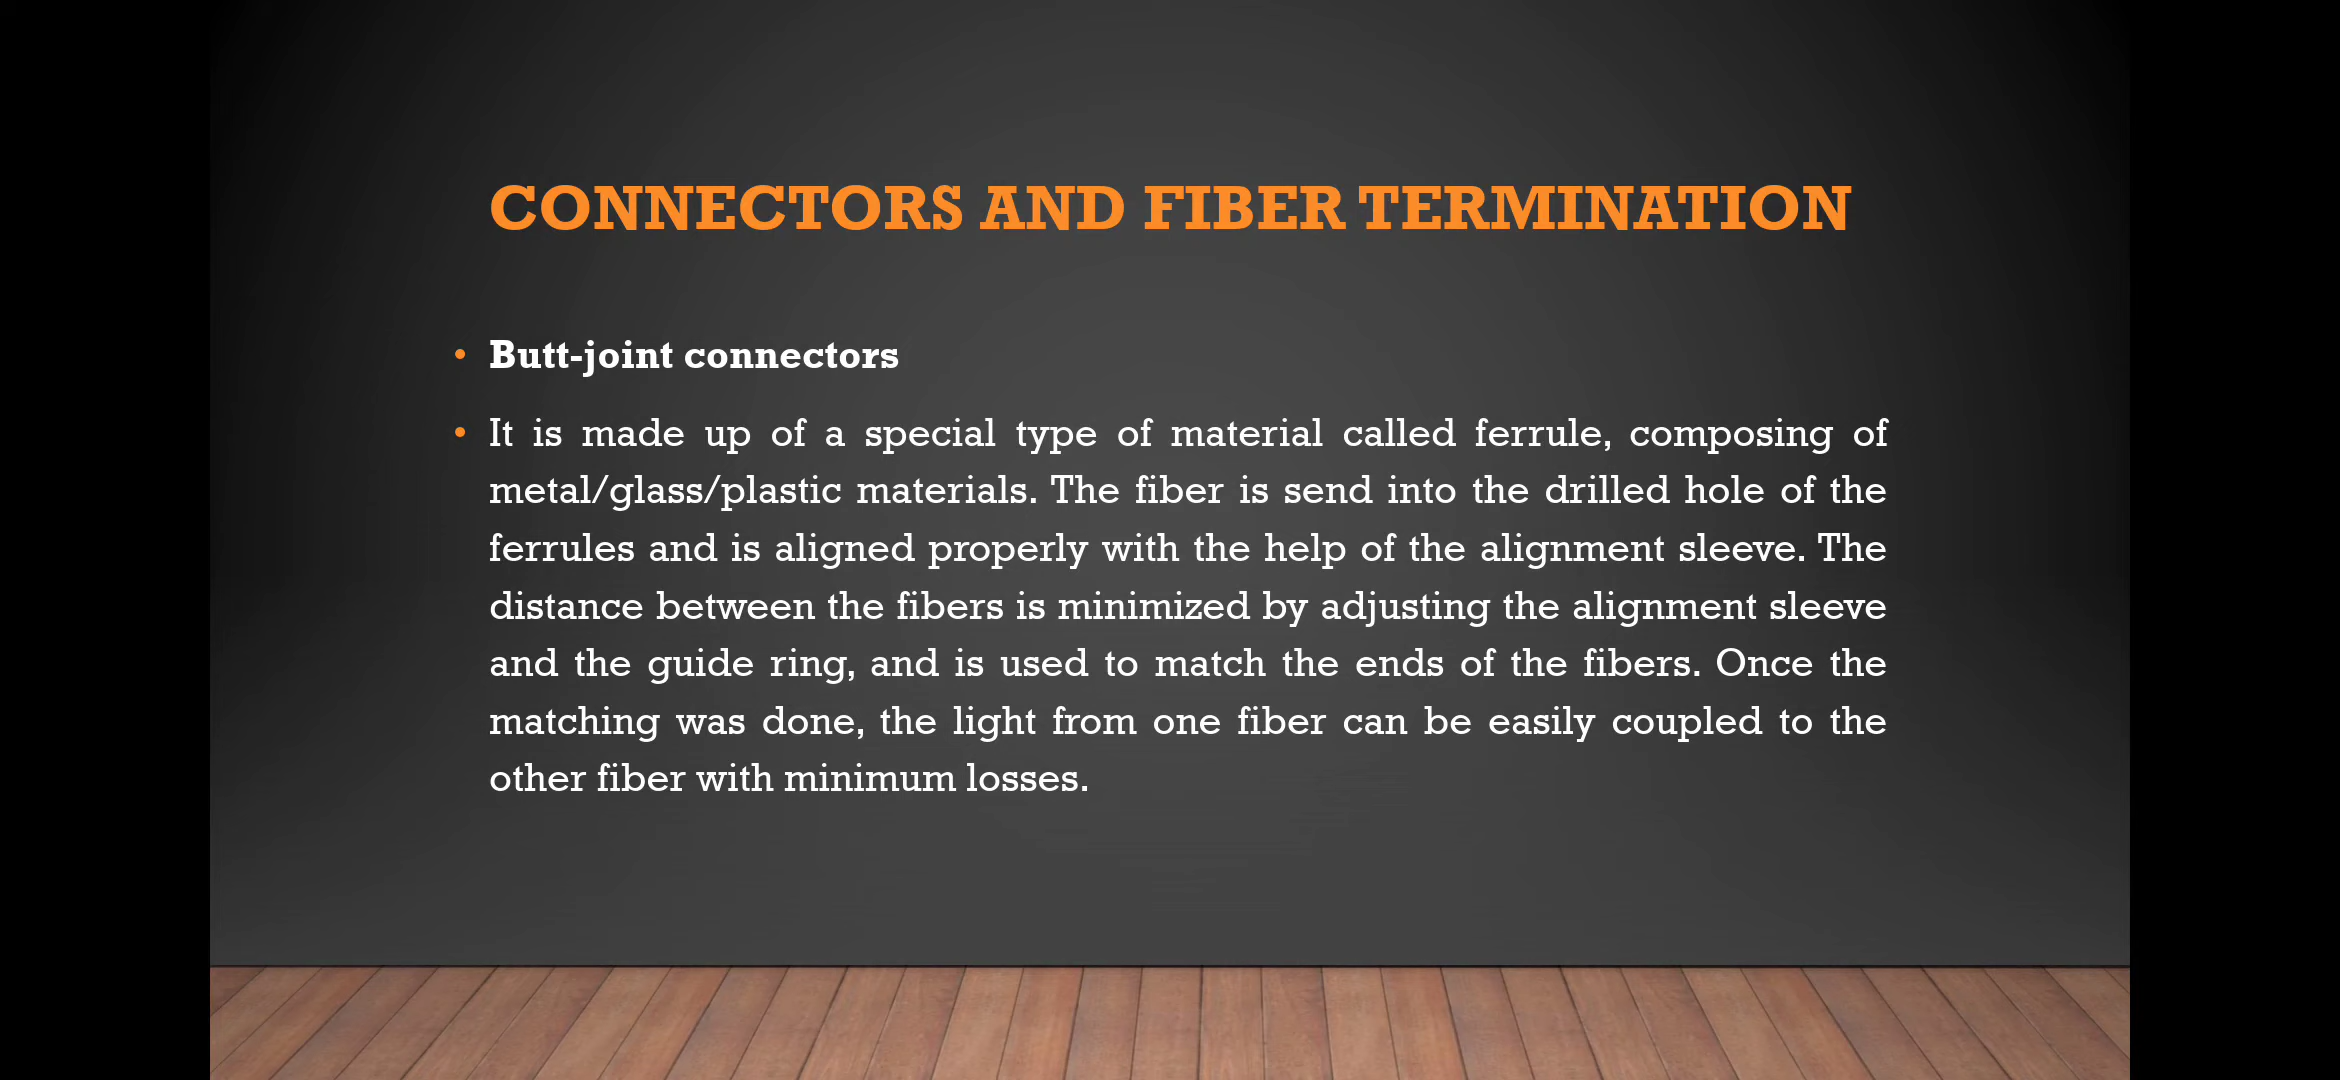 CONNECTORS AND FIBER TERMINATION
• Butt-joint connectors
• It is made up of a special type of material called ferrule, composing of
metal/glass/plastic materials. The fiber is send into the drilled hole of the
ferrules and is aligned properly with the help of the alignment sleeve. The
distance between the fibers is minimized by adjusting the alignment sleeve
and the guide ring, and is used to match the ends of the fibers. Once the
matching was done, the light from one fiber can be easily coupled to the
other fiber with minimum losses.